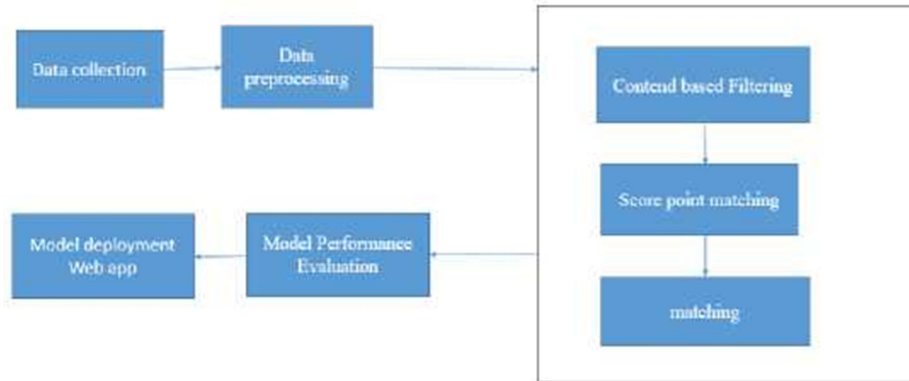 Data collection
Data
preprocessing
Contend based Filtering
Score point matching
matching
Model Performance
Evaluation
Model deployment
Web app